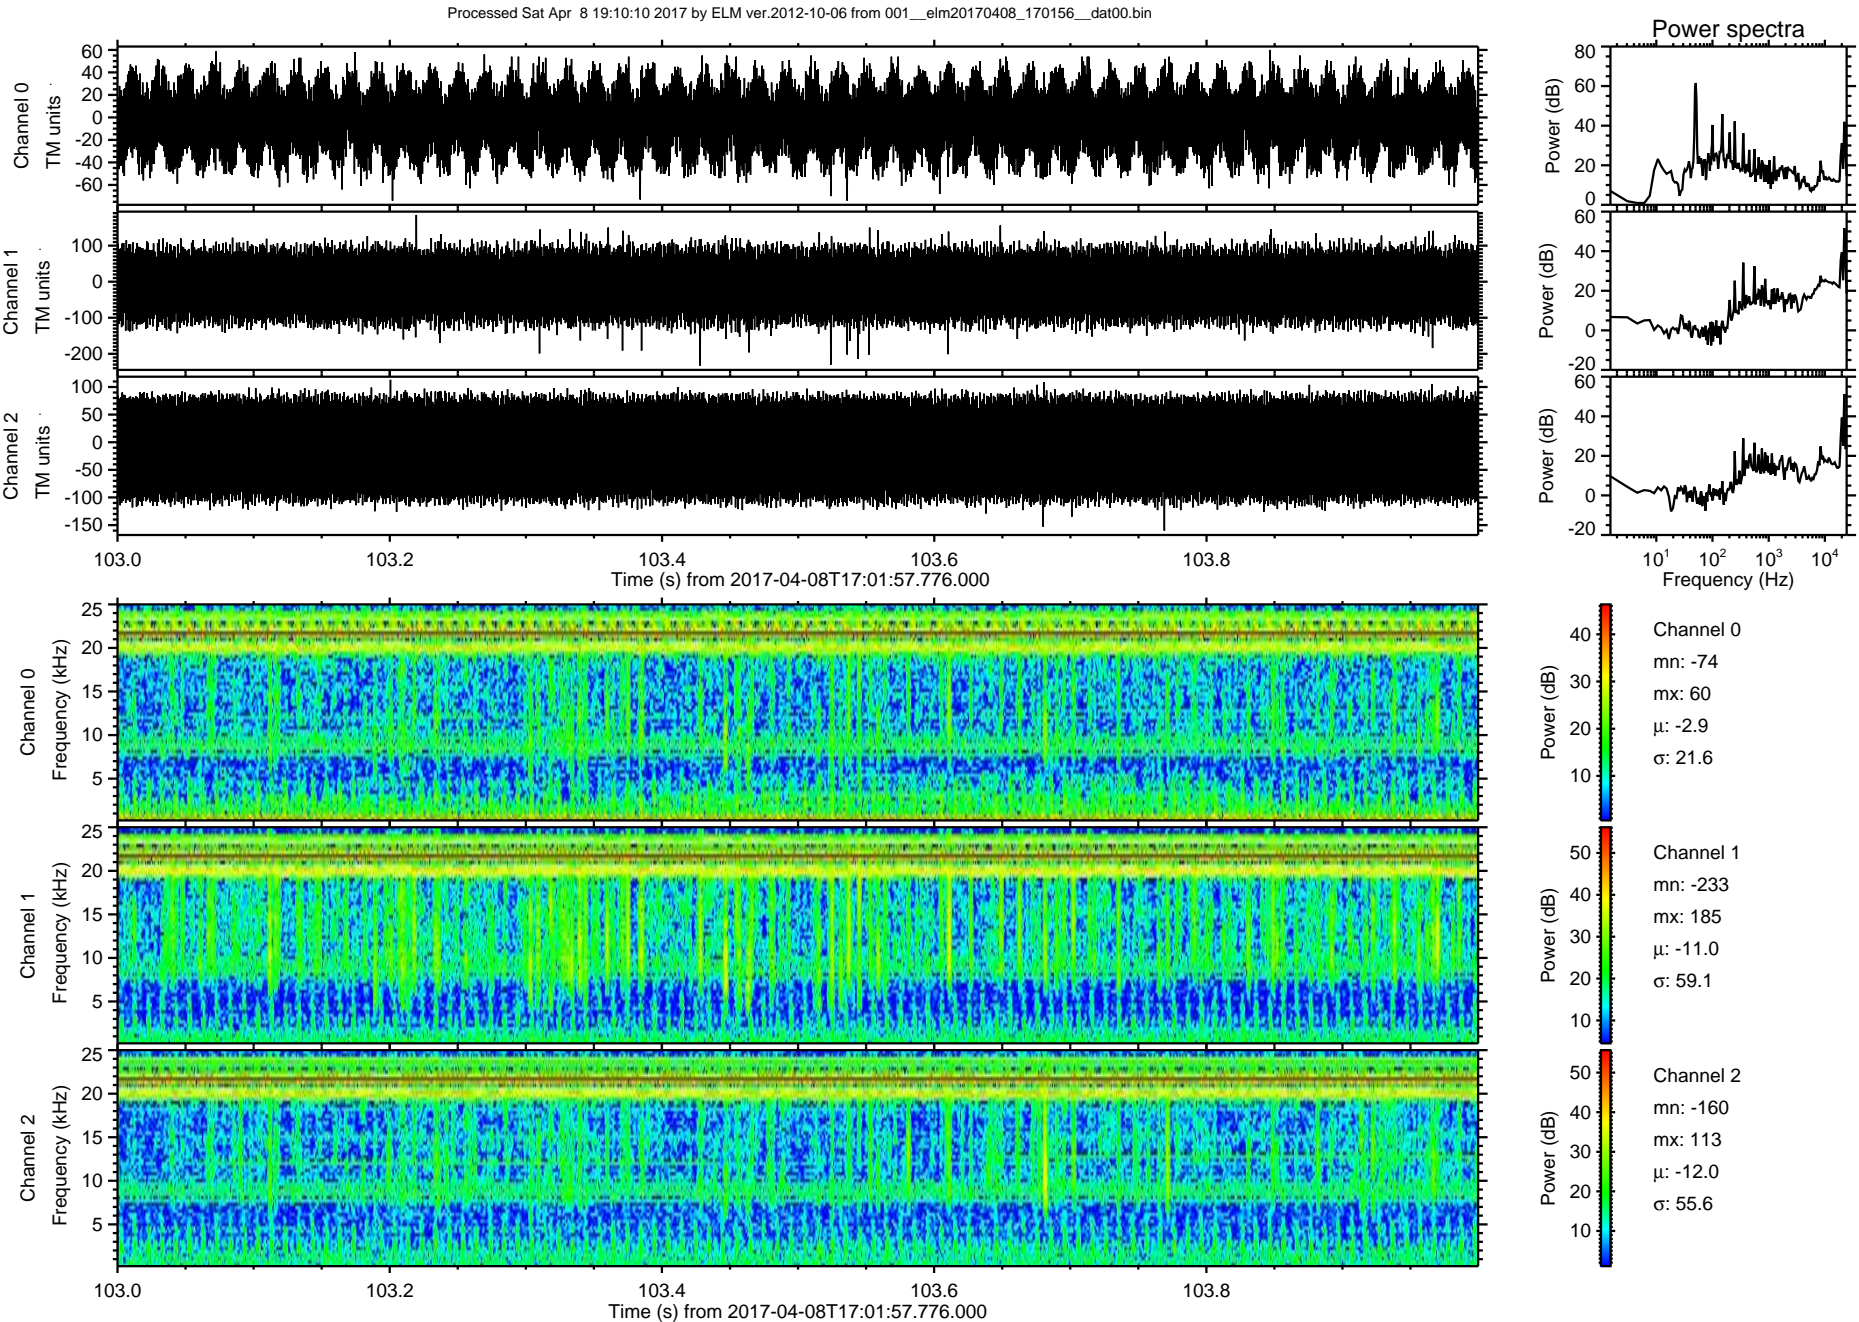 Processed Sat Apr  8 19:10:10 2017 by ELM ver.2012-10-06 from 001__elm20170408_170156__dat00.bin
Power spectra
Channel 0
TM units
60
40
20
0
-20
-40
-60
Power (dB)
80
60
40
20
0
Channel 1
TM units
100
0
-100
-200
Power (dB)
60
40
20
0
-20
Channel 2
TM units
100
50
0
-50
-100
-150
Power (dB)
60
40
20
0
-20
103.0 103.2 103.4 103.6 103.8
Time (s) from 2017-04-08T17:01:57.776.000
10¹ 10² 10³ 10⁴
Frequency (Hz)
Channel 0
Frequency (kHz)
25
20
15
10
5
Power (dB)
40
30
20
10
Channel 0
mn: -74
mx: 60
μ: -2.9
σ: 21.6
Channel 1
Frequency (kHz)
25
20
15
10
5
Power (dB)
50
40
30
20
10
Channel 1
mn: -233
mx: 185
μ: -11.0
σ: 59.1
Channel 2
Frequency (kHz)
25
20
15
10
5
Power (dB)
50
40
30
20
10
Channel 2
mn: -160
mx: 113
μ: -12.0
σ: 55.6
103.0 103.2 103.4 103.6 103.8
Time (s) from 2017-04-08T17:01:57.776.000